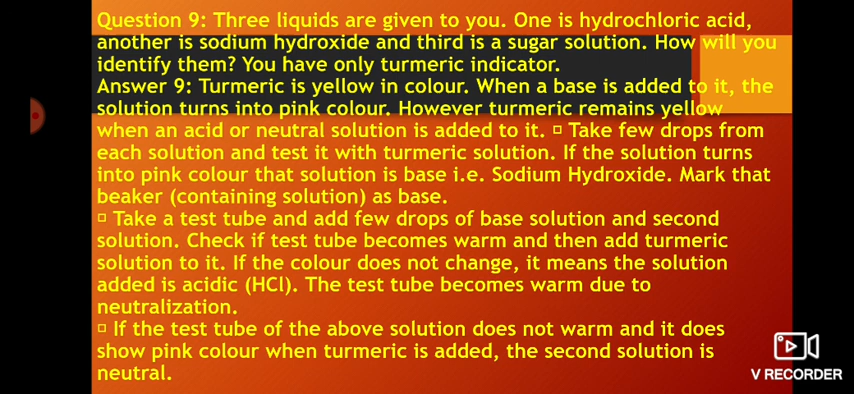 Question 9: Three liquids are given to you. One is hydrochloric acid,
another is sodium hydroxide and third is a sugar solution. How will you
identify them? You have only turmeric indicator.
Answer 9: Turmeric is yellow in colour. When a base is added to it, the
solution turns into pink colour. However turmeric remains yellow
when an acid or neutral solution is added to it. ▯ Take few drops from
each solution and test it with turmeric solution. If the solution turns
into pink colour that solution is base i.e. Sodium Hydroxide. Mark that
beaker (containing solution) as base.
▯ Take a test tube and add few drops of base solution and second
solution. Check if test tube becomes warm and then add turmeric
solution to it. If the colour does not change, it means the solution
added is acidic (HCl). The test tube becomes warm due to
neutralization.
▯ If the test tube of the above solution does not warm and it does
show pink colour when turmeric is added, the second solution is
neutral.
V RECORDER